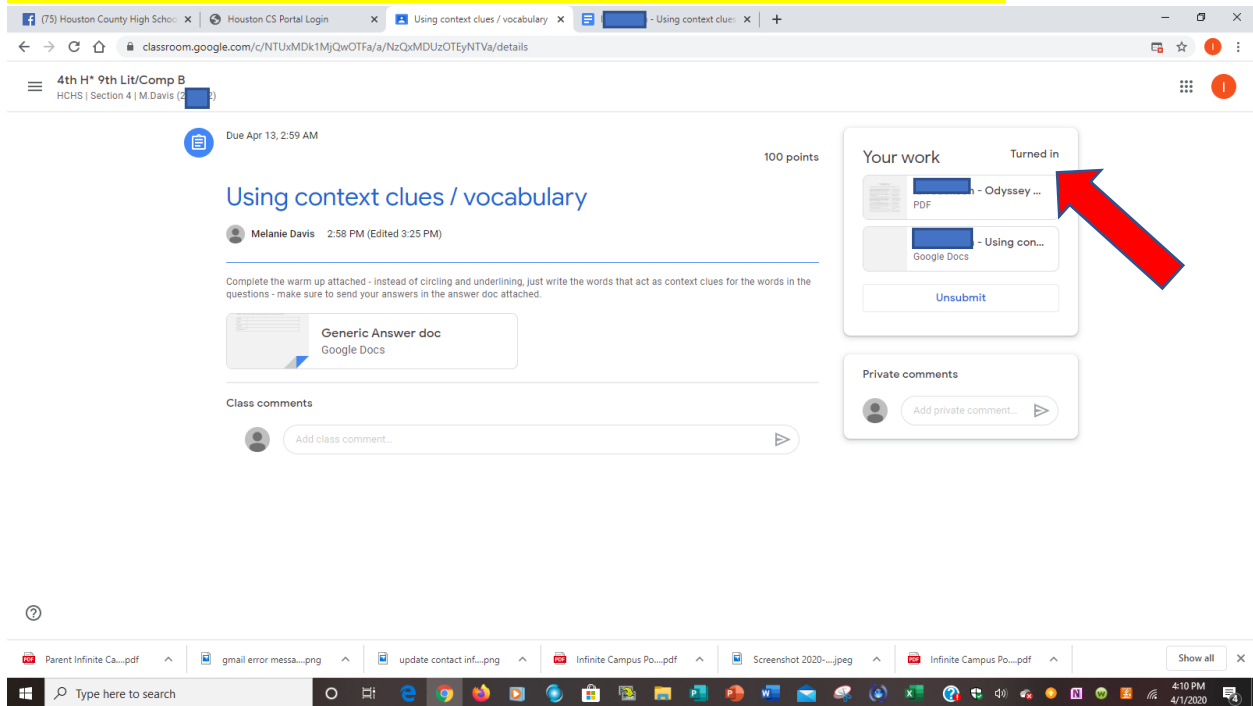 (75) Houston County High Schoo
Houston CS Portal Login
Using context clues / vocabulary
- Using context clues
classroom.google.com/c/NTUxMDk1MjQwOTFa/a/NzQxMDUzOTEyNTVa/details
4th H* 9th Lit/Comp B
HCHS | Section 4 | M.Davis (2 2)
I
Due Apr 13, 2:59 AM
100 points
Using context clues / vocabulary
Melanie Davis 2:58 PM (Edited 3:25 PM)
Complete the warm up attached - instead of circling and underlining, just write the words that act as context clues for the words in the
questions - make sure to send your answers in the answer doc attached.
Generic Answer doc
Google Docs
Class comments
Add class comment...
Your work
Turned in
- Odyssey ...
PDF
- Using con...
Google Docs
Unsubmit
Private comments
Add private comment...
Parent Infinite Ca....pdf
gmail error messa....png
update contact inf....png
Infinite Campus Po....pdf
Screenshot 2020-....jpeg
Infinite Campus Po....pdf
Show all
Type here to search
4:10 PM
4/1/2020
4